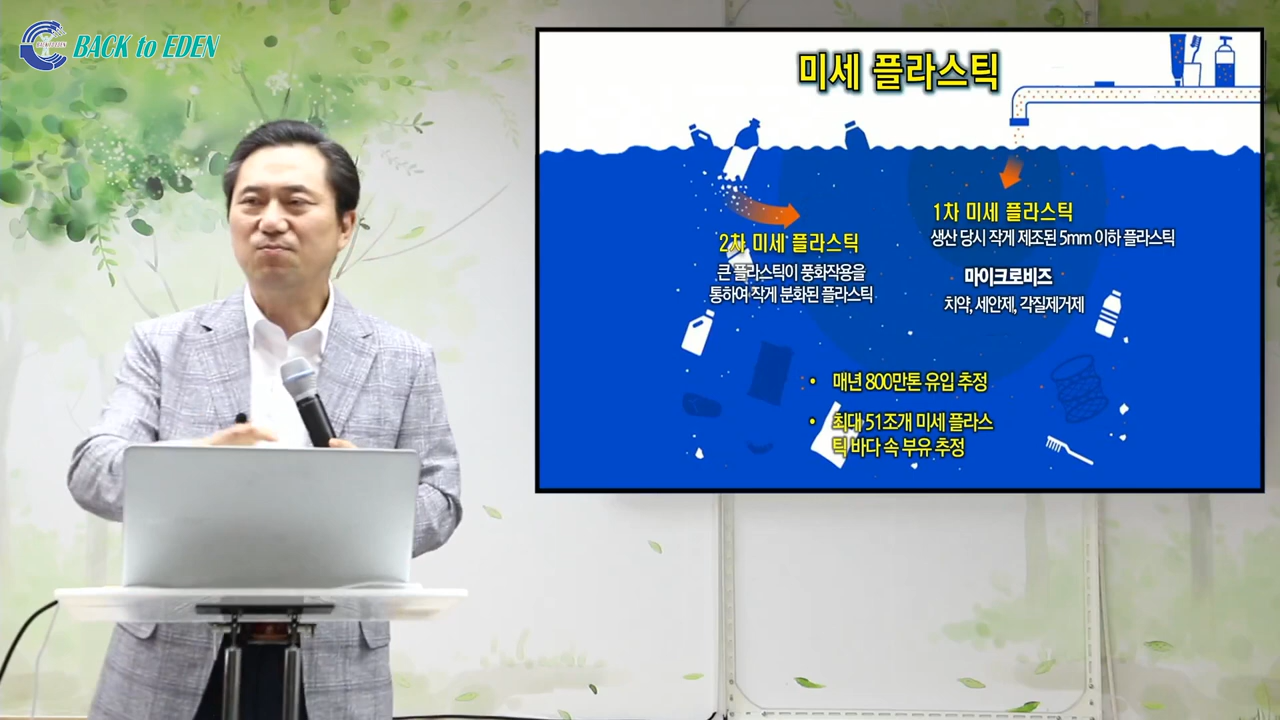 BACK to EDEN
미세 플라스틱
1차 미세 플라스틱
생산 당시 작게 제조된 5mm 이하 플라스틱
2차 미세 플라스틱
큰 플라스틱이 풍화작용을
통하여 작게 분화된 플라스틱
마이크로비즈
치약, 세안제, 각질제거제
• 매년 800만톤 유입 추정
• 최대 51조개 미세 플라스
틱 바다 속 부유 추정